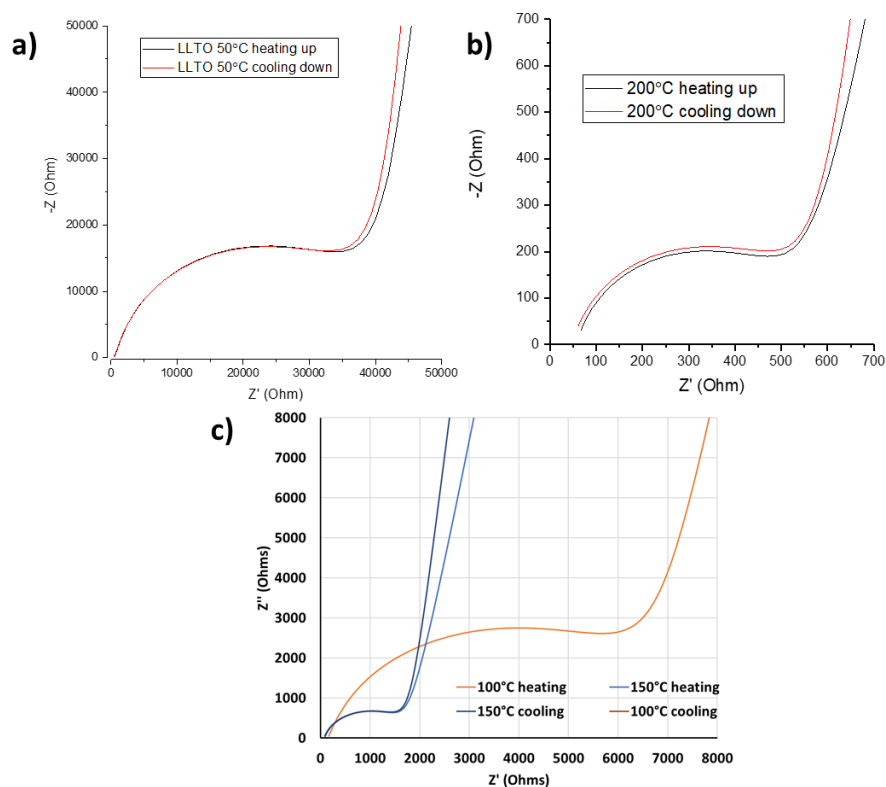 a)
LLTO 50°C heating up
LLTO 50°C cooling down
50000
40000
30000
20000
10000
0
-Z (Ohm)
0 10000 20000 30000 40000 50000
Z' (Ohm)
b)
200°C heating up
200°C cooling down
700
600
500
400
300
200
100
0
-Z (Ohm)
100 200 300 400 500 600 700
Z' (Ohm)
c)
8000
7000
6000
5000
4000
3000
2000
1000
0
Z'' (Ohms)
100°C heating 150°C heating
150°C cooling 100°C cooling
0 1000 2000 3000 4000 5000 6000 7000 8000
Z' (Ohms)